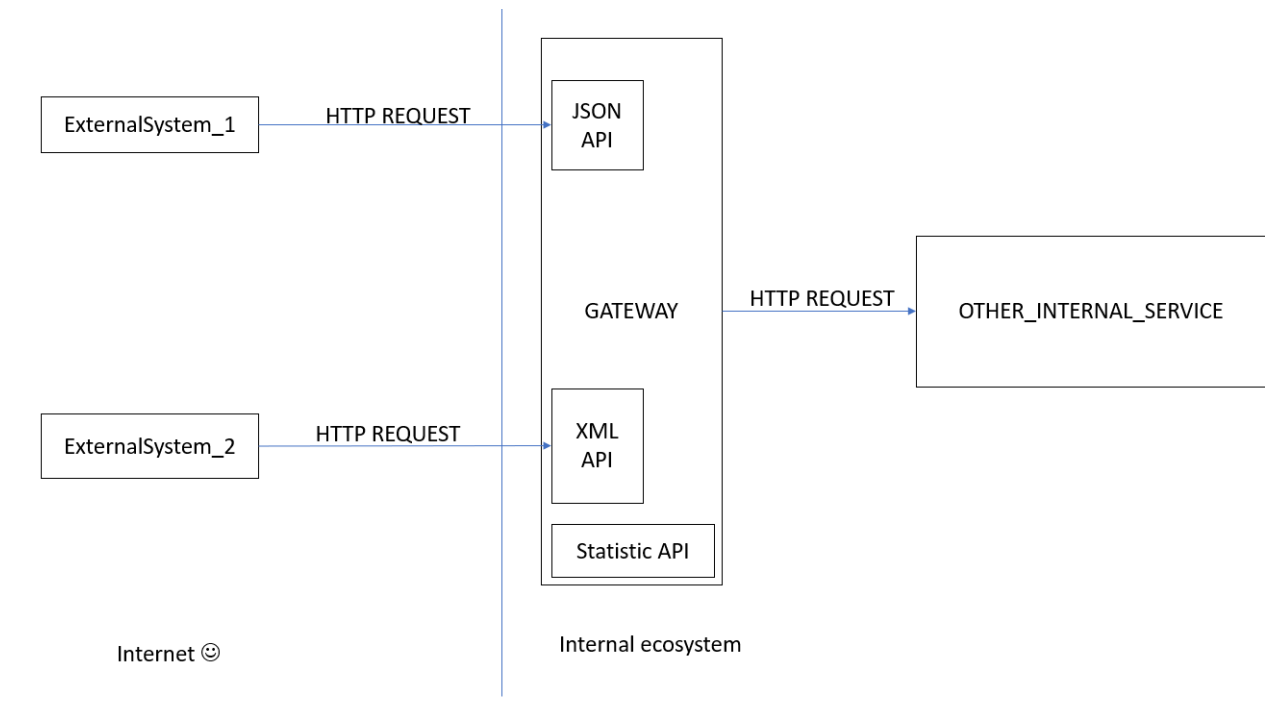 ExternalSystem_1
HTTP REQUEST
JSON
API
GATEWAY
HTTP REQUEST
OTHER_INTERNAL_SERVICE
ExternalSystem_2
HTTP REQUEST
XML
API
Statistic API
Internet ☺
Internal ecosystem